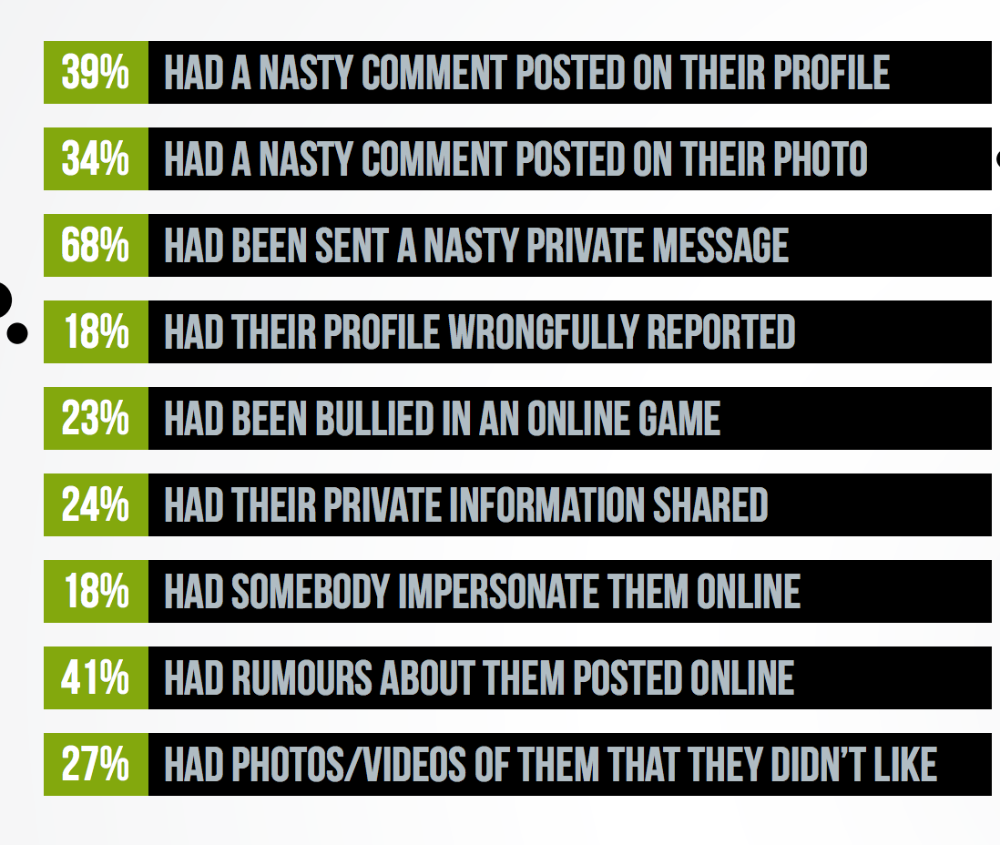 39% HAD A NASTY COMMENT POSTED ON THEIR PROFILE
34% HAD A NASTY COMMENT POSTED ON THEIR PHOTO
68% HAD BEEN SENT A NASTY PRIVATE MESSAGE
18% HAD THEIR PROFILE WRONGFULLY REPORTED
23% HAD BEEN BULLIED IN AN ONLINE GAME
24% HAD THEIR PRIVATE INFORMATION SHARED
18% HAD SOMEBODY IMPERSONATE THEM ONLINE
41% HAD RUMOURS ABOUT THEM POSTED ONLINE
27% HAD PHOTOS/VIDEOS OF THEM THAT THEY DIDN’T LIKE